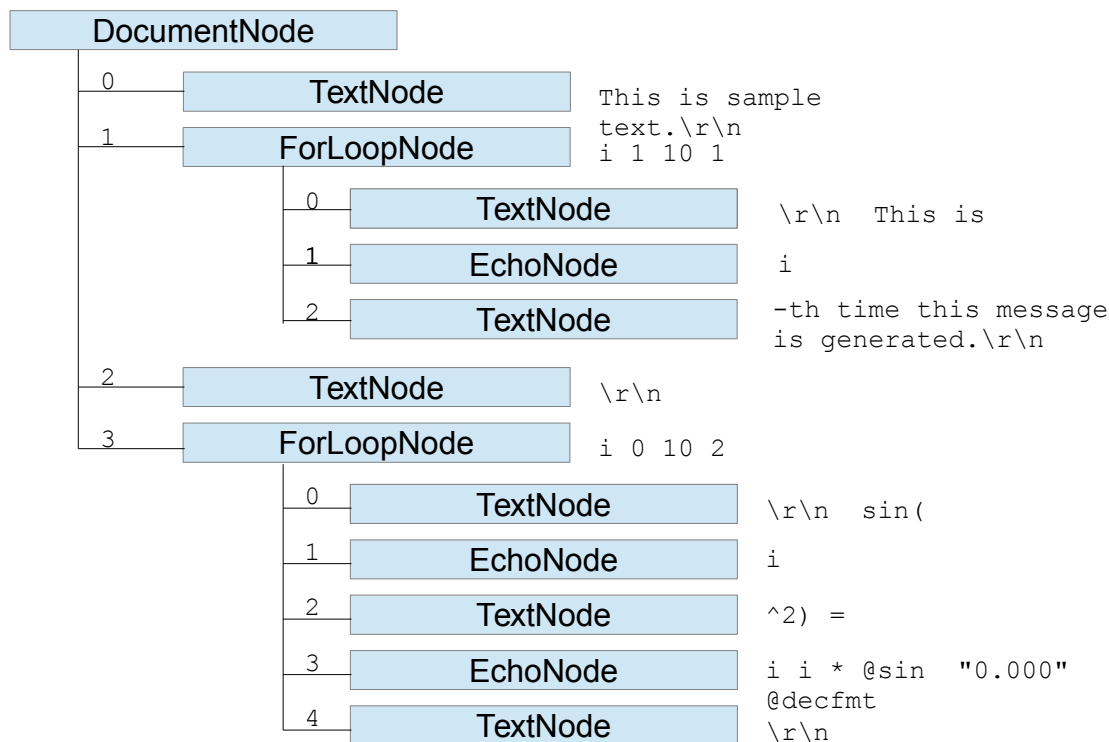 DocumentNode
0
TextNode
This is sample
text.\r\n
1
ForLoopNode
i 1 10 1
0
TextNode
\r\n  This is
1
EchoNode
i
2
TextNode
-th time this message
is generated.\r\n
2
TextNode
\r\n
3
ForLoopNode
i 0 10 2
0
TextNode
\r\n  sin(
1
EchoNode
i
2
TextNode
^2) =
3
EchoNode
i i * @sin  "0.000"
@decfmt
4
TextNode
\r\n